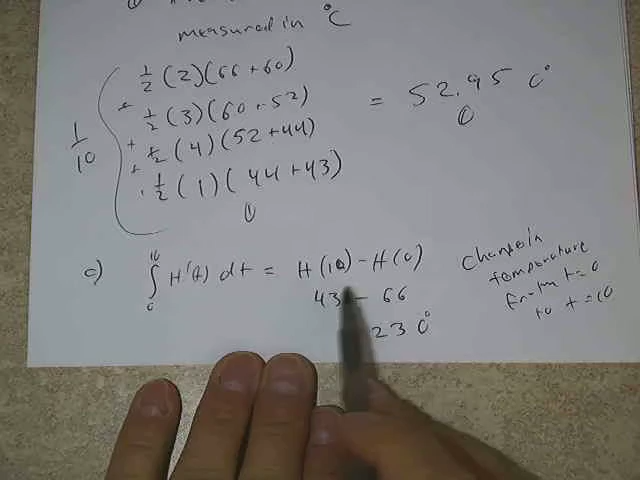 measured in °C
1/10 ( 1/2 (2)(66+60)
+ 1/2 (3)(60+52)
+ 1/2 (4)(52+44)
+ 1/2 (1)(44+43) = 52.95 C°
c) ∫₀¹⁰ H'(t) dt = H(10) - H(0)
43 - 66
23 C°
Change in
temperature
from t=0
to t=10